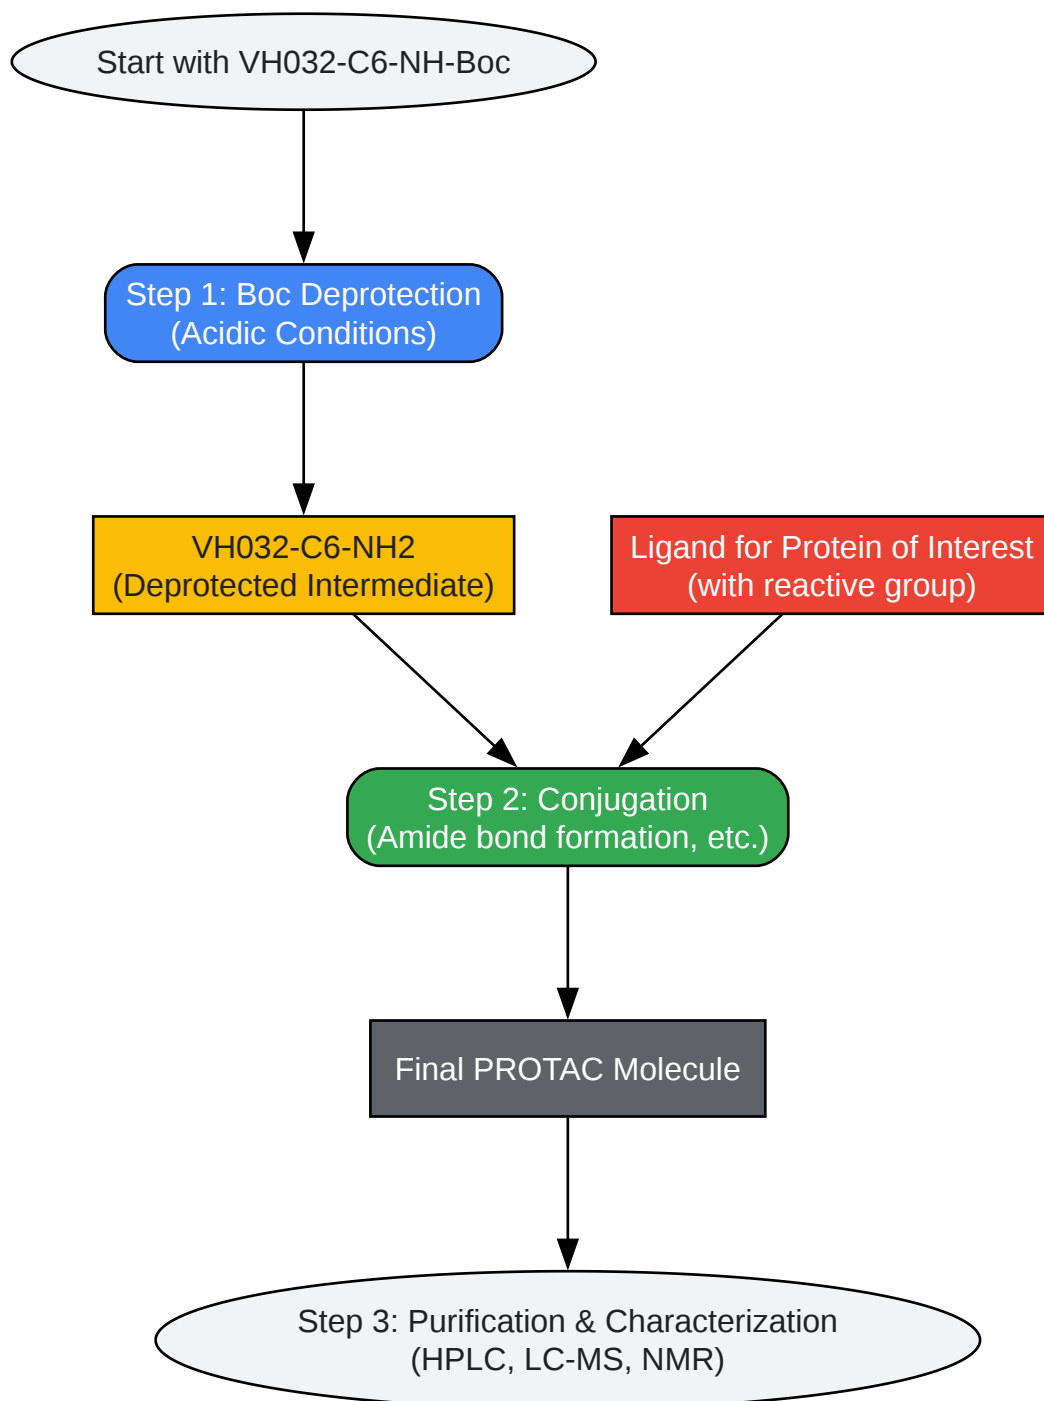 Start with VH032-C6-NH-Boc
Step 1: Boc Deprotection
(Acidic Conditions)
VH032-C6-NH2
(Deprotected Intermediate)
Ligand for Protein of Interest
(with reactive group)
Step 2: Conjugation
(Amide bond formation, etc.)
Final PROTAC Molecule
Step 3: Purification & Characterization
(HPLC, LC-MS, NMR)